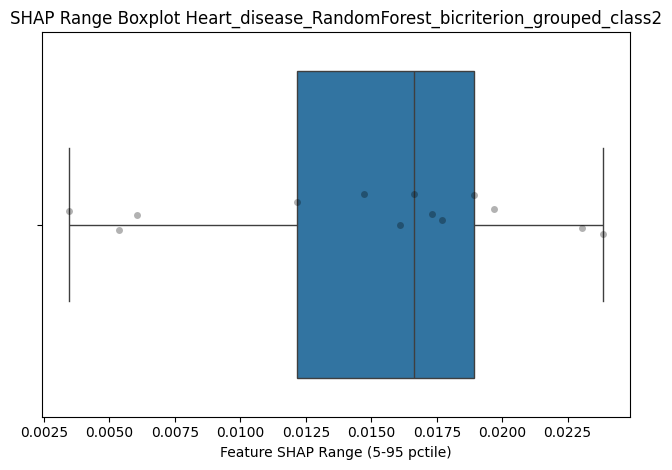 SHAP Range Boxplot Heart_disease_RandomForest_bicriterion_grouped_class2
0.0025 0.0050 0.0075 0.0100 0.0125 0.0150 0.0175 0.0200 0.0225
Feature SHAP Range (5-95 pctile)